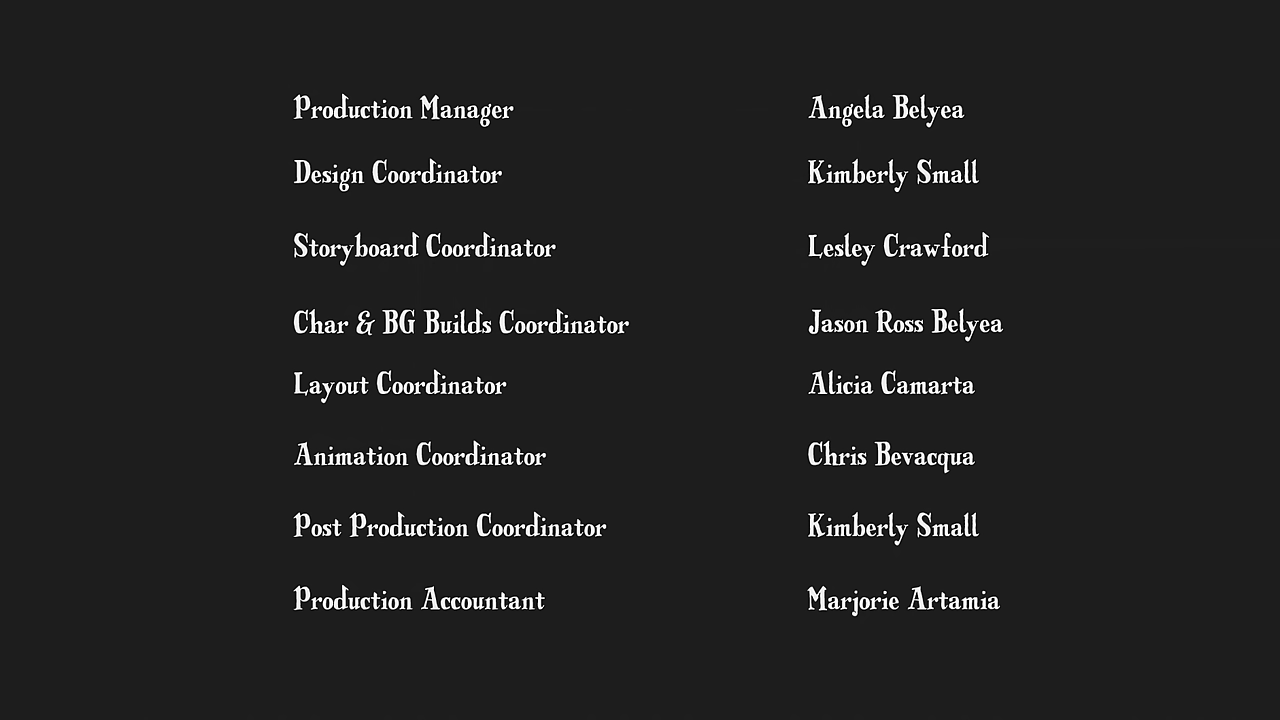 Production Manager Angela Belyea
Design Coordinator Kimberly Small
Storyboard Coordinator Lesley Crawford
Char & BG Builds Coordinator Jason Ross Belyea
Layout Coordinator Alicia Camarta
Animation Coordinator Chris Bevacqua
Post Production Coordinator Kimberly Small
Production Accountant Marjorie Artamia